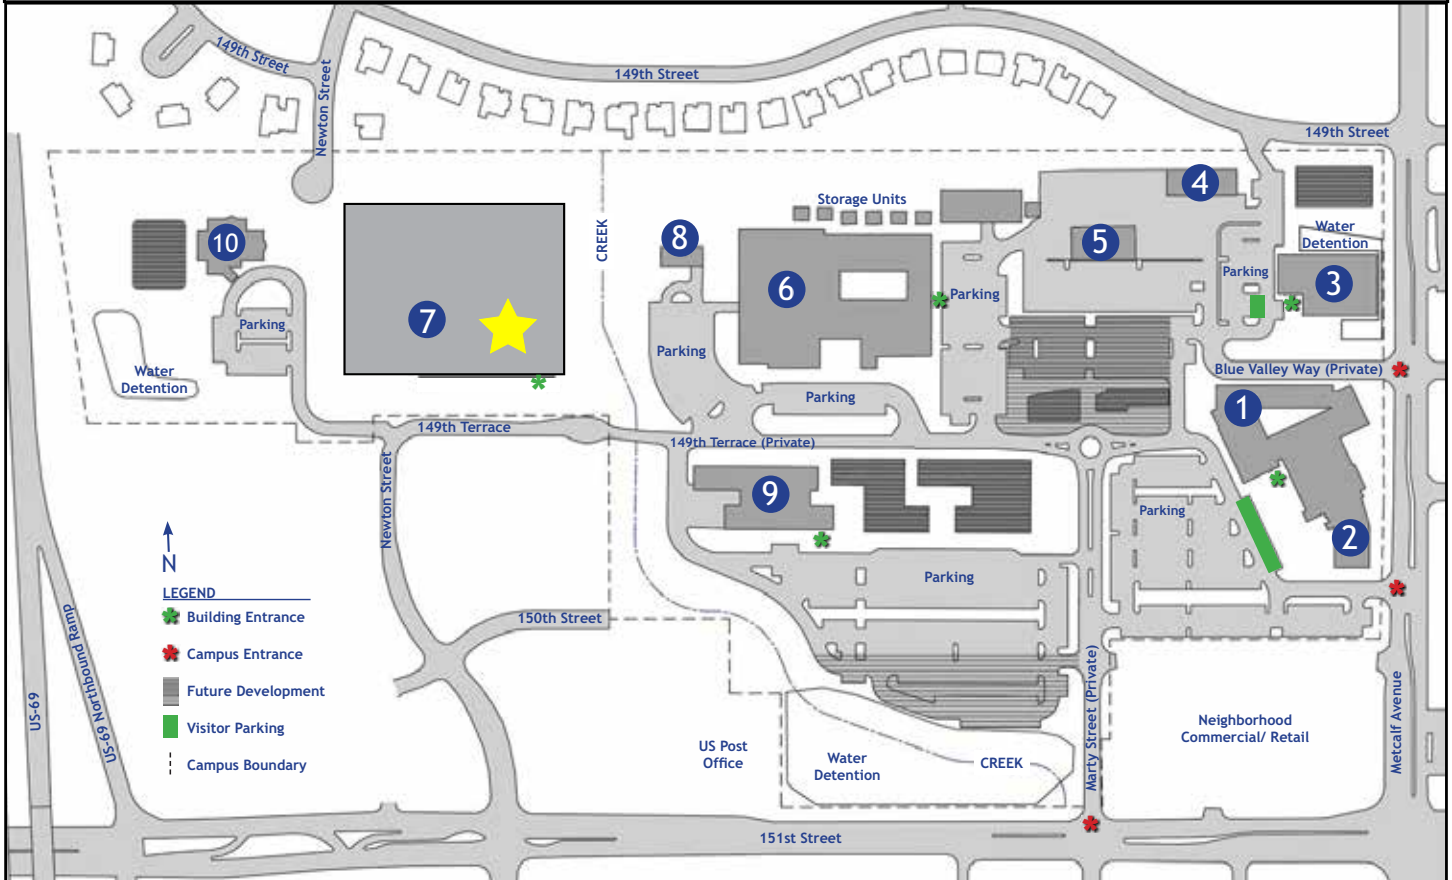 149th Street
Newton Street
149th Street
149th Street
Storage Units
4
CREEK
8
5
10
Water
Detention
6
Parking
Parking
3
7
Parking
Parking
Blue Valley Way (Private)
Water
Detention
Parking
1
149th Terrace
149th Terrace (Private)
Newton Street
9
Parking
2
N
LEGEND
Parking
Building Entrance
150th Street
Campus Entrance
Future Development
Visitor Parking
Campus Boundary
US-69
US-69 Northbound Ramp
US Post
Office
Water
Detention
CREEK
Marty Street (Private)
Neighborhood
Commercial/ Retail
Metcalf Avenue
151st Street